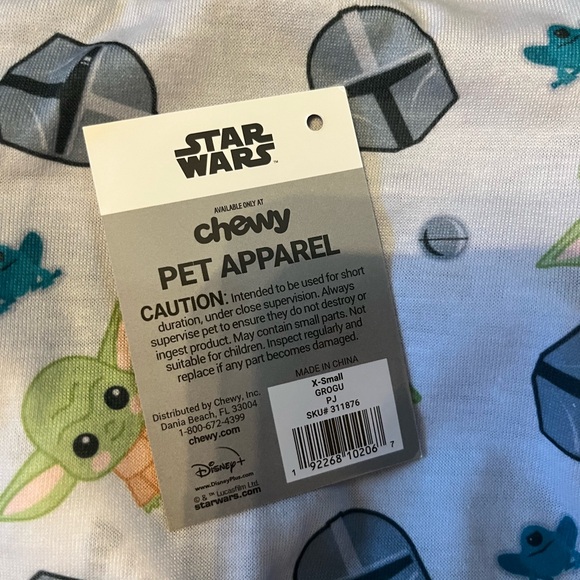 STAR
WARS™
AVAILABLE ONLY AT
chewy
PET APPAREL
CAUTION: Intended to be used for short
duration, under close supervision. Always
supervise pet to ensure they do not destroy or
ingest product. May contain small parts. Not
suitable for children. Inspect regularly and
replace if any part becomes damaged.
MADE IN CHINA
Distributed by Chewy, Inc.
Dania Beach, FL 33004
1-800-672-4399
chewy.com
X-Small
GROGU
PJ
SKU# 311876
1 92268 10206 7
Disney+
www.DisneyPlus.com
© & ™ Lucasfilm Ltd.
starwars.com